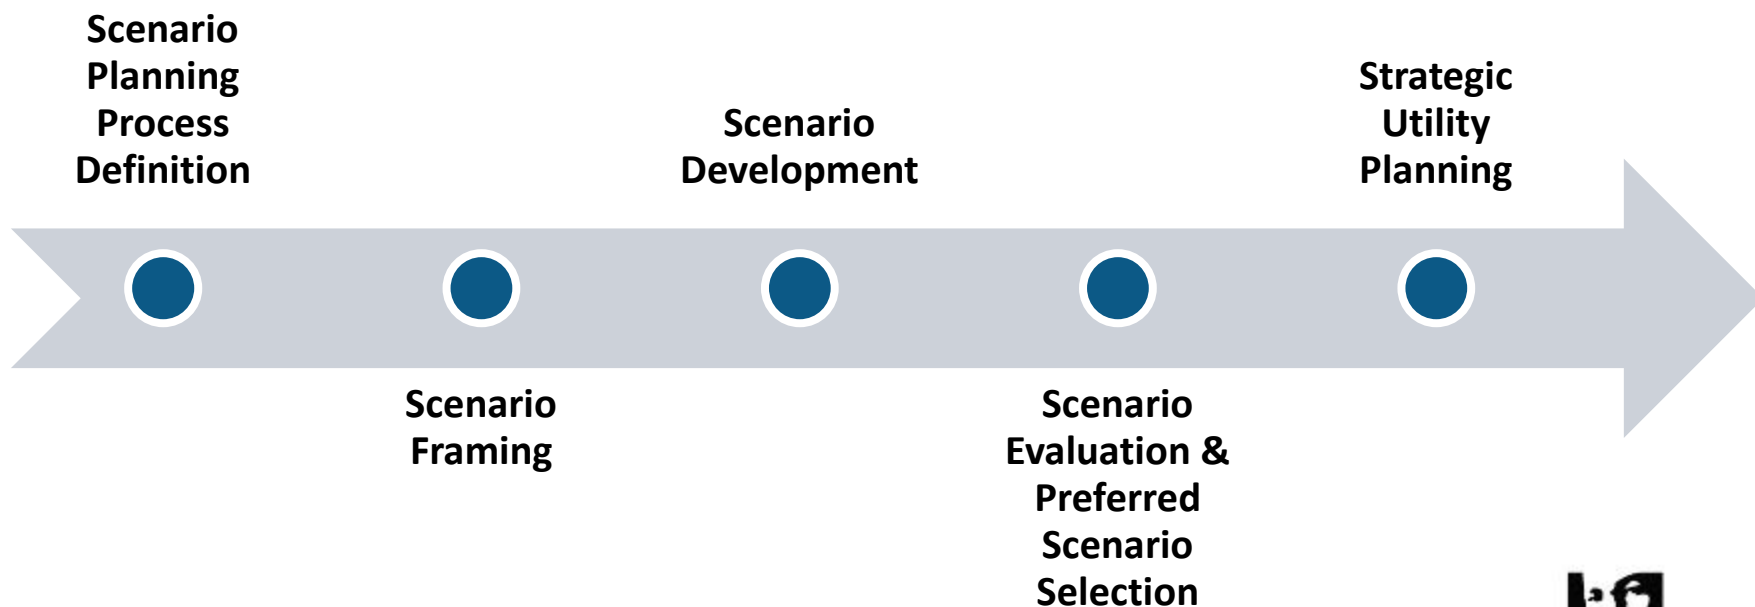 Scenario
Planning
Process
Definition
Scenario
Framing
Scenario
Development
Scenario
Evaluation &
Preferred
Scenario
Selection
Strategic
Utility
Planning